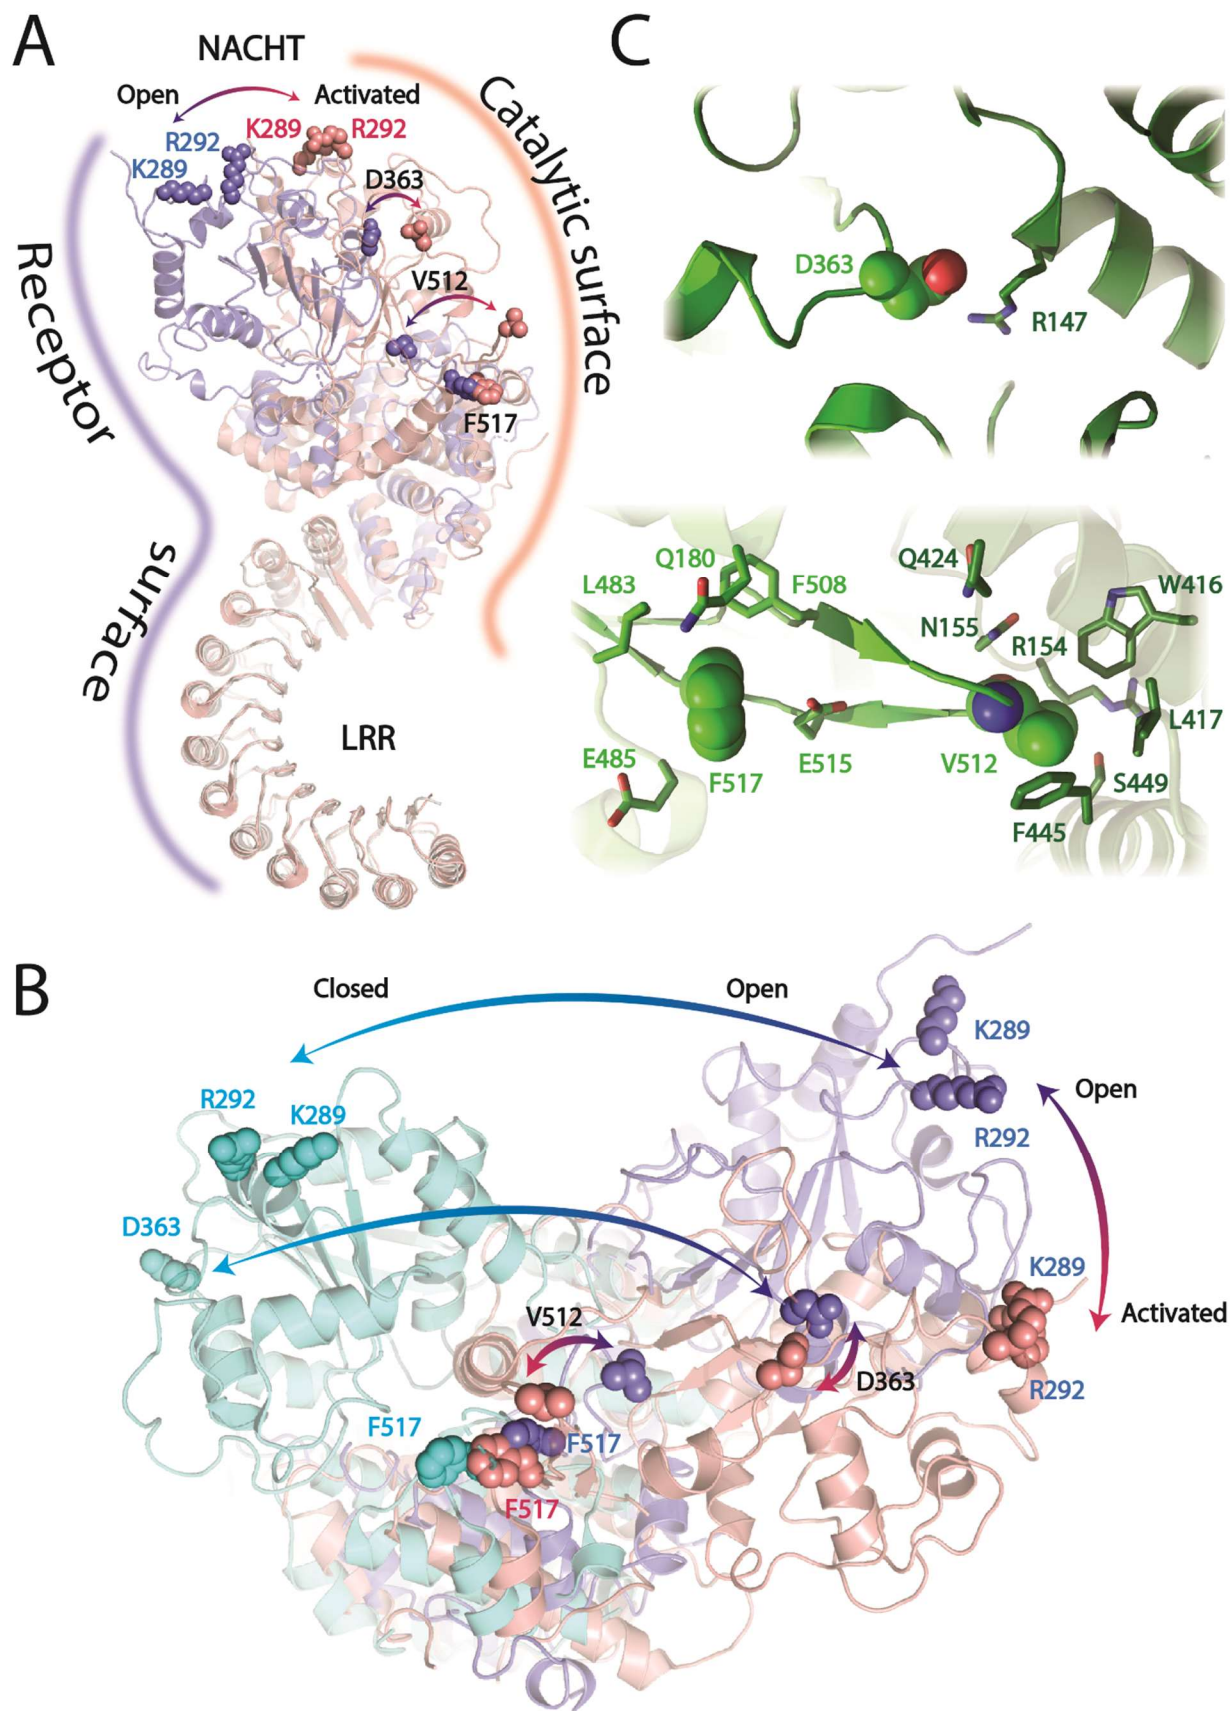 A
NACHT
Open
Activated
K289
R292
R292
K289
D363
V512
F517
Receptor
surface
Catalytic surface
LRR
C
D363
R147
Q180
L483
F508
Q424
W416
N155
R154
L417
E485
F517
E515
V512
S449
F445
B
Closed
Open
K289
R292
K289
Open
R292
D363
K289
V512
Activated
D363
R292
F517
F517
F517